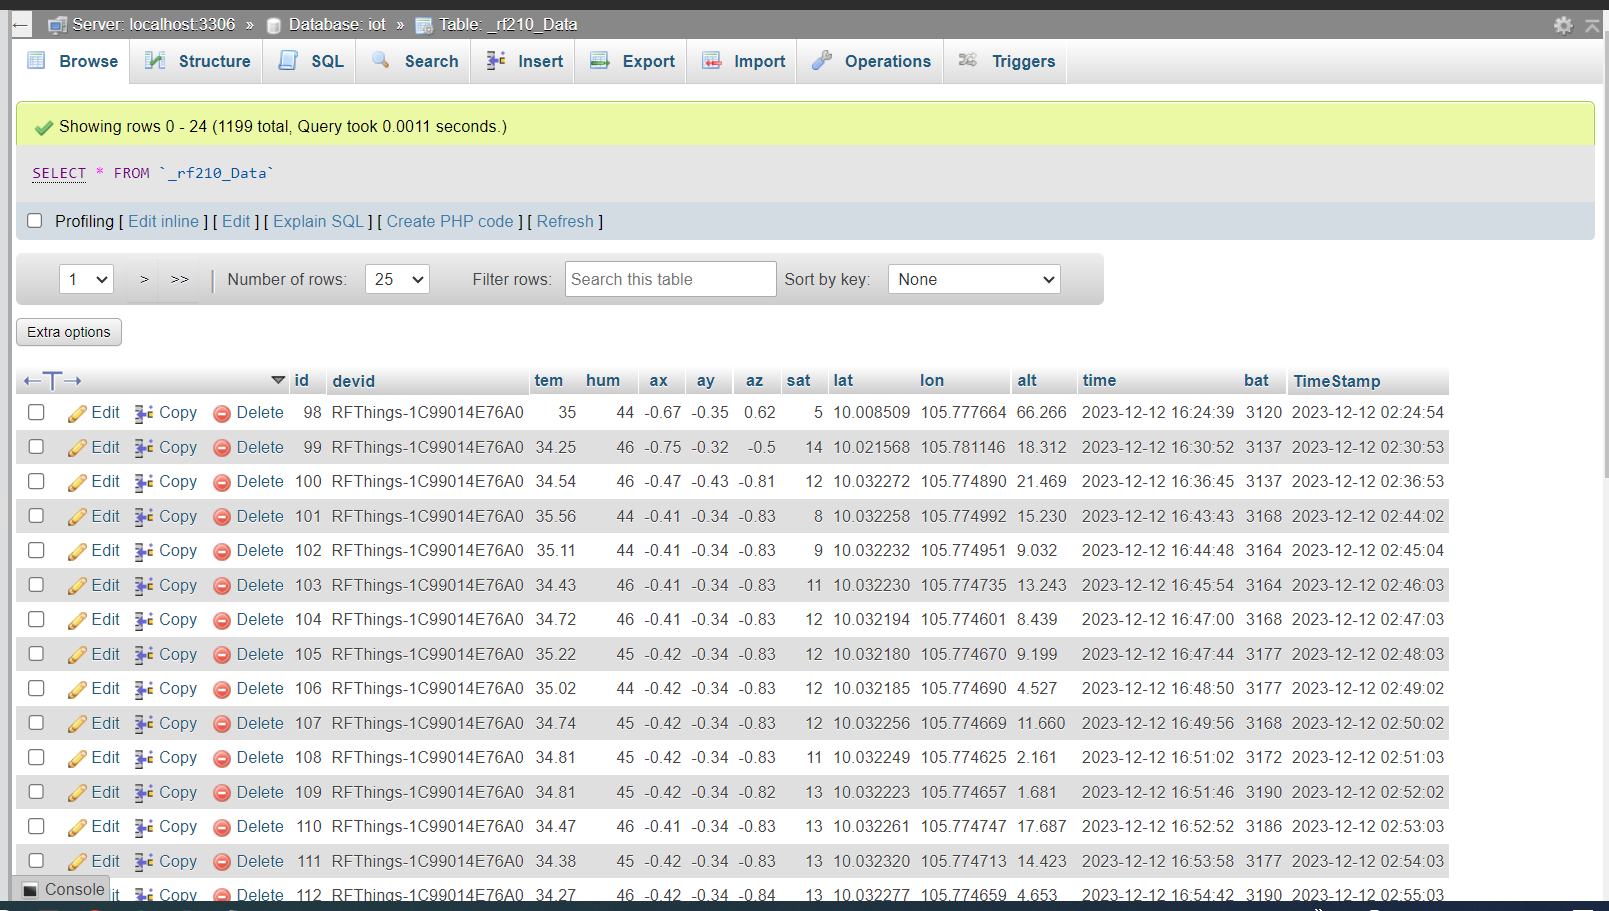 Server: localhost:3306 » Database: iot » Table: _rf210_Data
Browse Structure SQL Search Insert Export Import Operations Triggers
Showing rows 0 - 24 (1199 total, Query took 0.0011 seconds.)
SELECT * FROM `_rf210_Data`
Profiling [ Edit inline ] [ Edit ] [ Explain SQL ] [ Create PHP code ] [ Refresh ]
1 > >> Number of rows: 25 Filter rows: Search this table Sort by key: None
Extra options
←T→ id devid tem hum ax ay az sat lat lon alt time bat TimeStamp
Edit Copy Delete 98 RFThings-1C99014E76A0 35 44 -0.67 -0.35 0.62 5 10.008509 105.777664 66.266 2023-12-12 16:24:39 3120 2023-12-12 02:24:54
Edit Copy Delete 99 RFThings-1C99014E76A0 34.25 46 -0.75 -0.32 -0.5 14 10.021568 105.781146 18.312 2023-12-12 16:30:52 3137 2023-12-12 02:30:53
Edit Copy Delete 100 RFThings-1C99014E76A0 34.54 46 -0.47 -0.43 -0.81 12 10.032272 105.774890 21.469 2023-12-12 16:36:45 3137 2023-12-12 02:36:53
Edit Copy Delete 101 RFThings-1C99014E76A0 35.56 44 -0.41 -0.34 -0.83 8 10.032258 105.774992 15.230 2023-12-12 16:43:43 3168 2023-12-12 02:44:02
Edit Copy Delete 102 RFThings-1C99014E76A0 35.11 44 -0.41 -0.34 -0.83 9 10.032232 105.774951 9.032 2023-12-12 16:44:48 3164 2023-12-12 02:45:04
Edit Copy Delete 103 RFThings-1C99014E76A0 34.43 46 -0.41 -0.34 -0.83 11 10.032230 105.774735 13.243 2023-12-12 16:45:54 3164 2023-12-12 02:46:03
Edit Copy Delete 104 RFThings-1C99014E76A0 34.72 46 -0.41 -0.34 -0.83 12 10.032194 105.774601 8.439 2023-12-12 16:47:00 3168 2023-12-12 02:47:03
Edit Copy Delete 105 RFThings-1C99014E76A0 35.22 45 -0.42 -0.34 -0.83 12 10.032180 105.774670 9.199 2023-12-12 16:47:44 3177 2023-12-12 02:48:03
Edit Copy Delete 106 RFThings-1C99014E76A0 35.02 44 -0.42 -0.34 -0.83 12 10.032185 105.774690 4.527 2023-12-12 16:48:50 3177 2023-12-12 02:49:02
Edit Copy Delete 107 RFThings-1C99014E76A0 34.74 45 -0.42 -0.34 -0.83 12 10.032256 105.774669 11.660 2023-12-12 16:49:56 3168 2023-12-12 02:50:02
Edit Copy Delete 108 RFThings-1C99014E76A0 34.81 45 -0.42 -0.34 -0.83 11 10.032249 105.774625 2.161 2023-12-12 16:51:02 3172 2023-12-12 02:51:03
Edit Copy Delete 109 RFThings-1C99014E76A0 34.81 45 -0.42 -0.34 -0.82 13 10.032223 105.774657 1.681 2023-12-12 16:51:46 3190 2023-12-12 02:52:02
Edit Copy Delete 110 RFThings-1C99014E76A0 34.47 46 -0.41 -0.34 -0.83 13 10.032261 105.774747 17.687 2023-12-12 16:52:52 3186 2023-12-12 02:53:03
Edit Copy Delete 111 RFThings-1C99014E76A0 34.38 45 -0.42 -0.34 -0.83 13 10.032320 105.774713 14.423 2023-12-12 16:53:58 3177 2023-12-12 02:54:03
Console it Copy Delete 112 RFThings-1C99014E76A0 34.27 46 -0.42 -0.34 -0.84 13 10.032277 105.774659 4.653 2023-12-12 16:54:42 3190 2023-12-12 02:55:03